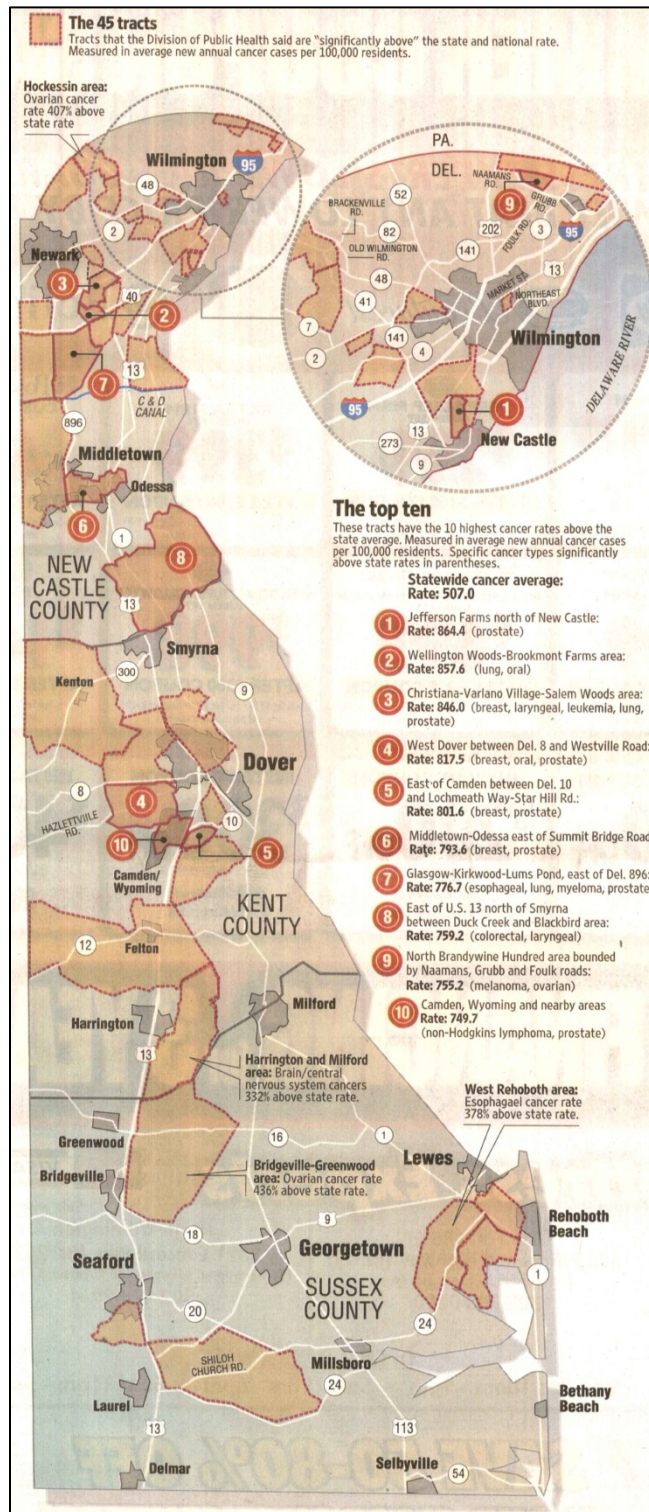 The 45 tracts
Tracts that the Division of Public Health said are “significantly above” the state and national rate.
Measured in average new annual cancer cases per 100,000 residents.
Hockessin area:
Ovarian cancer
rate 407% above
state rate
Wilmington
95
48
2
Newark
3
40
2
13
7
C & D
CANAL
896
Middletown
Odessa
6
1
8
NEW
CASTLE
COUNTY
13
Smyrna
300
Kenton
9
Dover
8
4
10
HAZLETTVILLE
RD.
10
5
Camden/
Wyoming
KENT
COUNTY
12
Felton
Harrington
Milford
13
Harrington and Milford
area: Brain/central
nervous system cancers
332% above state rate.
Greenwood
16
1
Bridgeville
Bridgeville-Greenwood
area: Ovarian cancer rate
436% above state rate.
West Rehoboth area:
Esophagael cancer rate
378% above state rate.
Lewes
Rehoboth
Beach
9
18
Georgetown
Seaford
SUSSEX
COUNTY
1
20
24
Millsboro
SHILOH
CHURCH RD.
24
Laurel
Bethany
Beach
13
113
Delmar
Selbyville
54
PA.
DEL.
NAAMANS
RD.
9
GRUBB
RD.
52
BRACKENVILLE
RD.
202
FOULK RD.
3
95
82
OLD WILMINGTON
RD.
141
13
48
MARKET ST.
41
NORTHEAST
BLVD.
7
141
Wilmington
2
4
DELAWARE RIVER
95
1
13
273
New Castle
9
The top ten
These tracts have the 10 highest cancer rates above the
state average. Measured in average new annual cancer cases
per 100,000 residents. Specific cancer types significantly
above state rates in parentheses.
Statewide cancer average:
Rate: 507.0
1 Jefferson Farms north of New Castle:
Rate: 864.4 (prostate)
2 Wellington Woods-Brookmont Farms area:
Rate: 857.6 (lung, oral)
3 Christiana-Varlano Village-Salem Woods area:
Rate: 846.0 (breast, laryngeal, leukemia, lung,
prostate)
4 West Dover between Del. 8 and Westville Road:
Rate: 817.5 (breast, oral, prostate)
5 East of Camden between Del. 10
and Lochmeath Way-Star Hill Rd.:
Rate: 801.6 (breast, prostate)
6 Middletown-Odessa east of Summit Bridge Road
Rate: 793.6 (breast, prostate)
7 Glasgow-Kirkwood-Lums Pond, east of Del. 896:
Rate: 776.7 (esophageal, lung, myeloma, prostate
8 East of U.S. 13 north of Smyrna
between Duck Creek and Blackbird area:
Rate: 759.2 (colorectal, laryngeal)
9 North Brandywine Hundred area bounded
by Naamans, Grubb and Foulk roads:
Rate: 755.2 (melanoma, ovarian)
10 Camden, Wyoming and nearby areas
Rate: 749.7
(non-Hodgkins lymphoma, prostate)